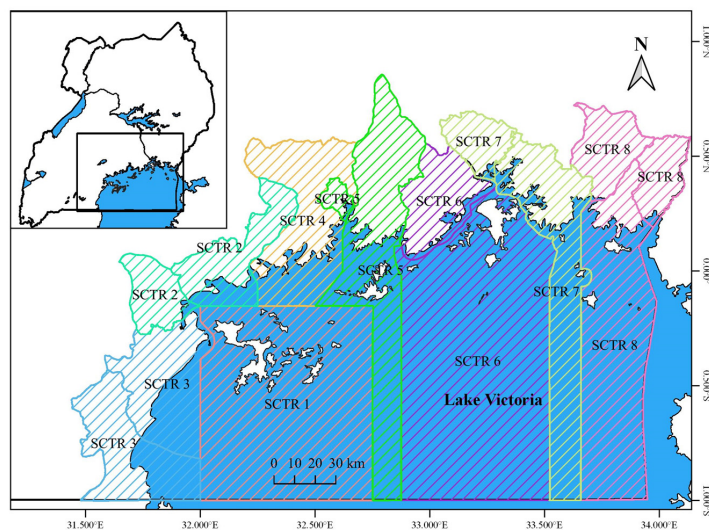 N
1.000°N
0.500°N
0.000°
0.500°S
1.000°S
SCTR 7
SCTR 8
SCTR 8
SCTR 5
SCTR 6
SCTR 4
SCTR 2
SCTR 2
SCTR 5
SCTR 7
SCTR 6
SCTR 8
SCTR 3
SCTR 1
Lake Victoria
SCTR 3
0 10 20 30 km
31.500°E
32.000°E
32.500°E
33.000°E
33.500°E
34.000°E